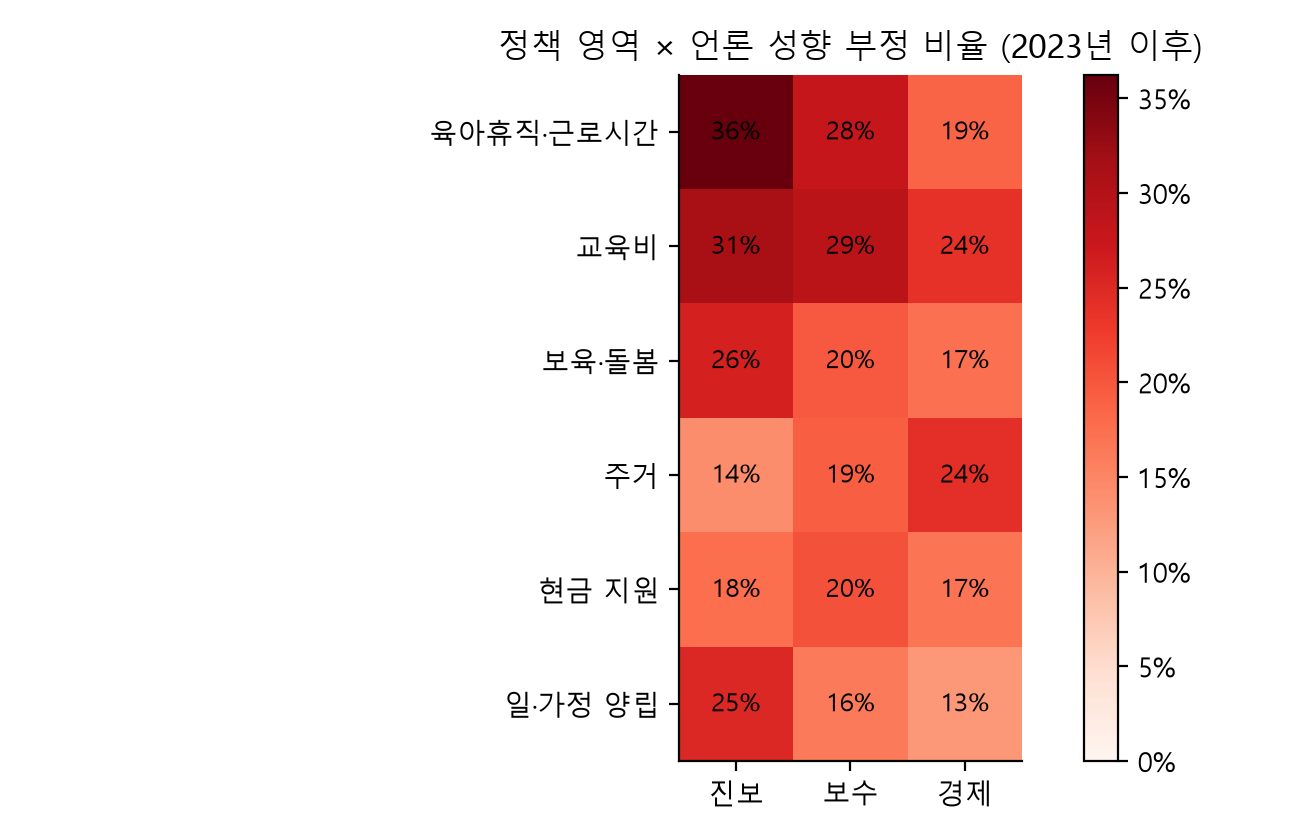 정책 영역 × 언론 성향 부정 비율 (2023년 이후)
육아휴직·근로시간 36% 28% 19%
교육비 31% 29% 24%
보육·돌봄 26% 20% 17%
주거 14% 19% 24%
현금 지원 18% 20% 17%
일·가정 양립 25% 16% 13%
진보 보수 경제
35%
30%
25%
20%
15%
10%
5%
0%